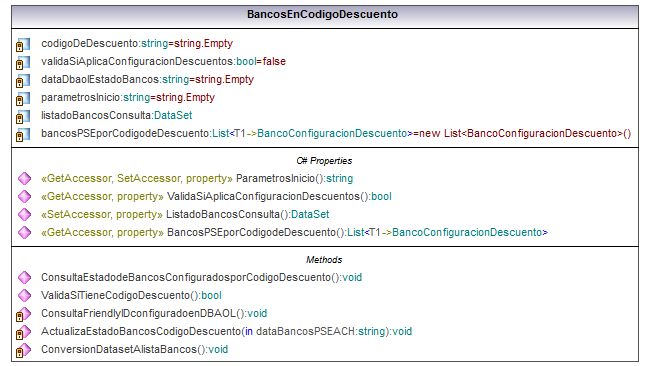 BancosEnCodigoDescuento
codigoDeDescuento:string=string.Empty
validaSiAplicaConfiguracionDescuentos:bool=false
dataDbaolEstadoBancos:string=string.Empty
parametrosInicio:string=string.Empty
listadoBancosConsulta:DataSet
bancosPSEporCodigodeDescuento:List<T1->BancoConfiguracionDescuento>=new List<BancoConfiguracionDescuento>()
C# Properties
«GetAccessor, SetAccessor, property» ParametrosInicio():string
«GetAccessor, property» ValidaSiAplicaConfiguracionDescuentos():bool
«SetAccessor, property» ListadoBancosConsulta():DataSet
«GetAccessor, property» BancosPSEporCodigodeDescuento():List<T1->BancoConfiguracionDescuento>
Methods
ConsultaEstadodeBancosConfiguradosporCodigoDescuento():void
ValidaSiTieneCodigoDescuento():bool
ConsultaFriendlyIDconfiguradoenDBAOL():void
ActualizaEstadoBancosCodigoDescuento(in dataBancosPSEACH:string):void
ConversionDatasetAlistaBancos():void